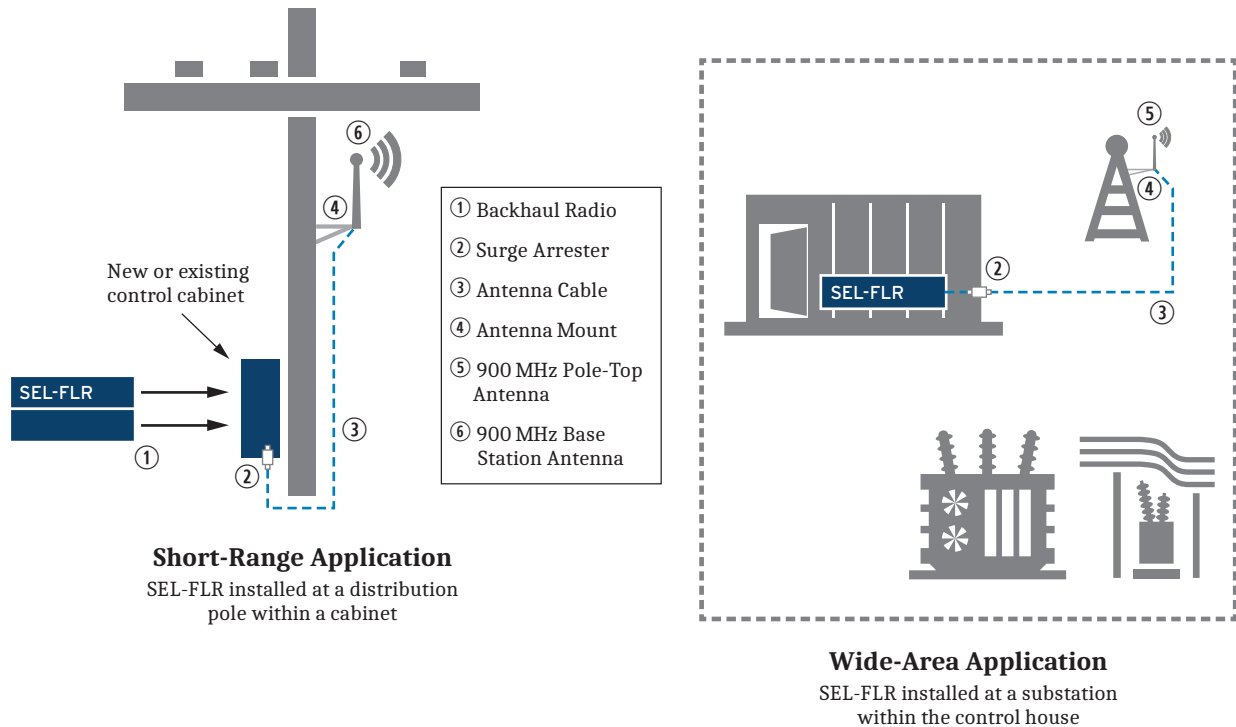 ⑥
④
New or existing
control cabinet
SEL-FLR
①
②
③
① Backhaul Radio
② Surge Arrester
③ Antenna Cable
④ Antenna Mount
⑤ 900 MHz Pole-Top
Antenna
⑥ 900 MHz Base
Station Antenna
Short-Range Application
SEL-FLR installed at a distribution
pole within a cabinet
⑤
④
②
SEL-FLR
③
Wide-Area Application
SEL-FLR installed at a substation
within the control house